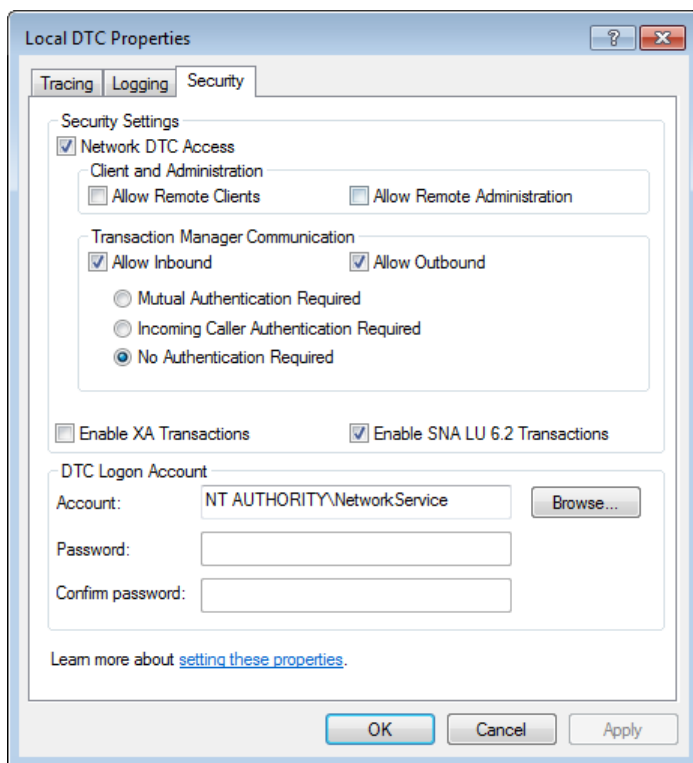 Local DTC Properties
Tracing Logging Security
Security Settings
Network DTC Access
Client and Administration
Allow Remote Clients Allow Remote Administration
Transaction Manager Communication
Allow Inbound Allow Outbound
Mutual Authentication Required
Incoming Caller Authentication Required
No Authentication Required
Enable XA Transactions Enable SNA LU 6.2 Transactions
DTC Logon Account
Account: NT AUTHORITY\NetworkService Browse...
Password:
Confirm password:
Learn more about setting these properties.
OK Cancel Apply